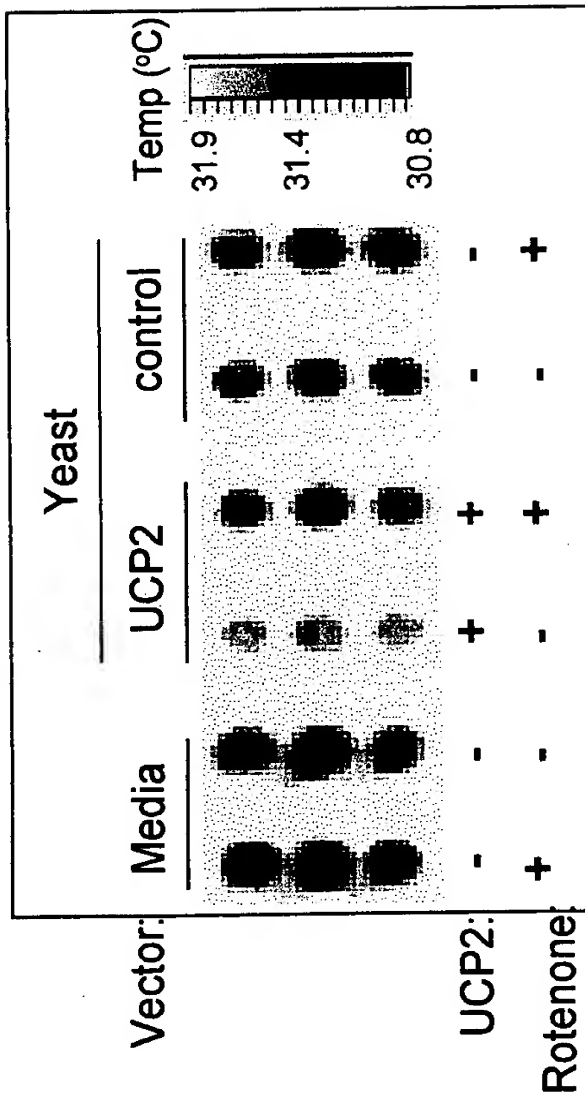 Yeast
Vector: Media UCP2 control Temp (ºC)
31.9
31.4
30.8
UCP2: - - + + - -
Rotenone: + - - + - +